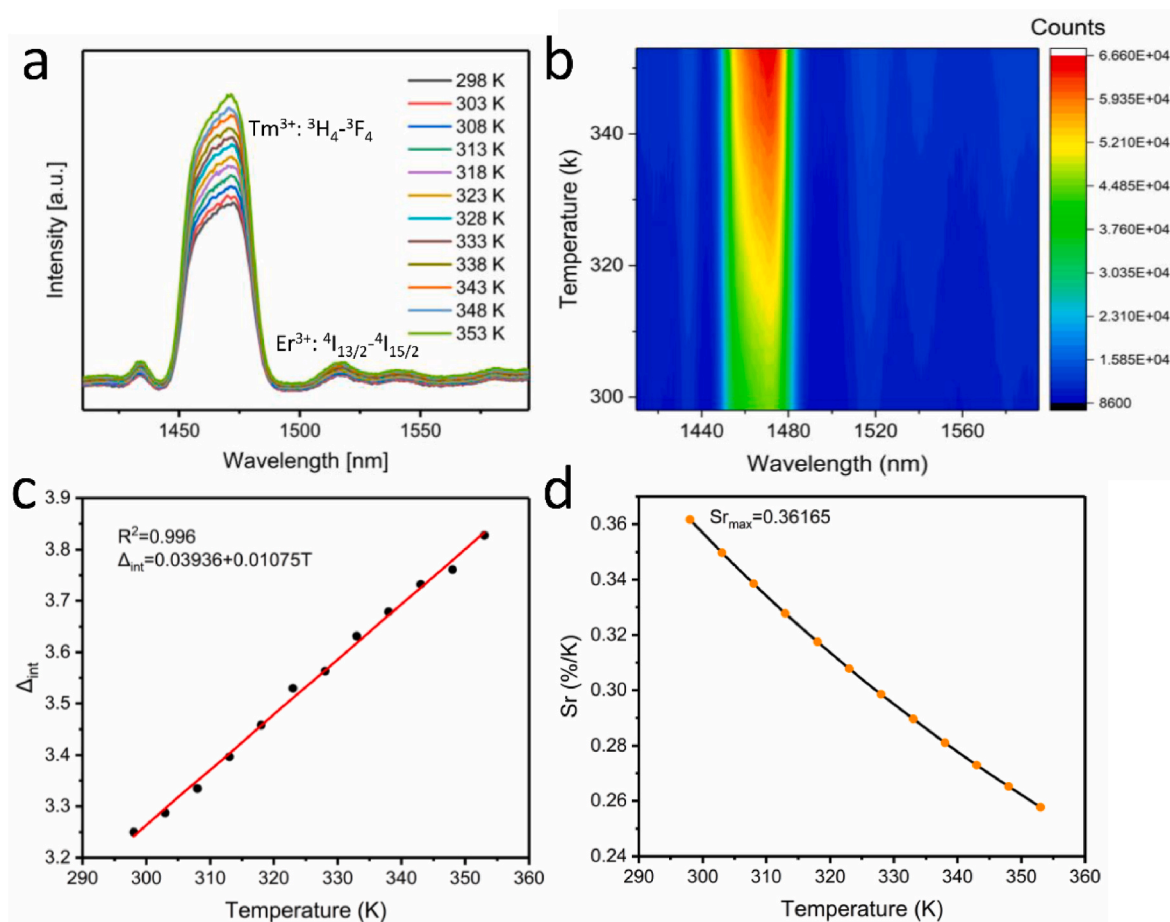 a
Intensity [a.u.]
Tm³⁺: ³H₄-³F₄
Er³⁺: ⁴I₁₃/₂-⁴I₁₅/₂
298 K
303 K
308 K
313 K
318 K
323 K
328 K
333 K
338 K
343 K
348 K
353 K
1450
1500
1550
Wavelength [nm]
b
Counts
Temperature (k)
340
320
300
1440
1480
1520
1560
Wavelength (nm)
6.660E+04
5.935E+04
5.210E+04
4.485E+04
3.760E+04
3.035E+04
2.310E+04
1.585E+04
8600
c
R²=0.996
Δint=0.03936+0.01075T
Δint
3.9
3.8
3.7
3.6
3.5
3.4
3.3
3.2
290
300
310
320
330
340
350
360
Temperature (K)
d
Srmax=0.36165
Sr (%/K)
0.36
0.34
0.32
0.30
0.28
0.26
0.24
290
300
310
320
330
340
350
360
Temperature (K)